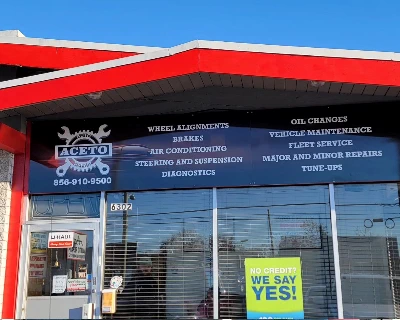 ACETO
856-910-9500
WHEEL ALIGNMENTS
BRAKES
AIR CONDITIONING
STEERING AND SUSPENSION
DIAGNOSTICS
OIL CHANGES
VEHICLE MAINTENANCE
FLEET SERVICE
MAJOR AND MINOR REPAIRS
TUNE-UPS
6302
U-HAUL
NO CREDIT?
WE SAY
YES!